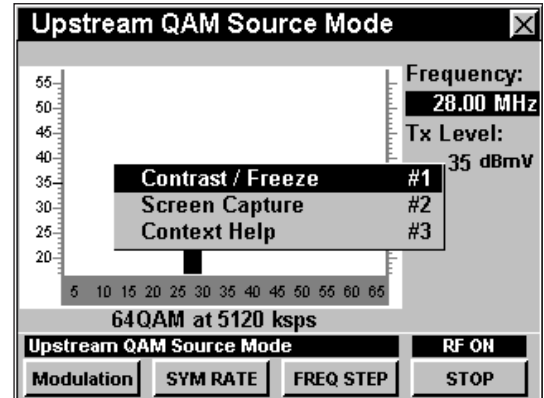 Upstream QAM Source Mode
Frequency:
28.00 MHz
Tx Level:
35 dBmV
55
50
45
40
35
30
25
20
Contrast / Freeze #1
Screen Capture #2
Context Help #3
5 10 15 20 25 30 35 40 45 50 55 60 65
64QAM at 5120 ksps
Upstream QAM Source Mode RF ON
Modulation SYM RATE FREQ STEP STOP